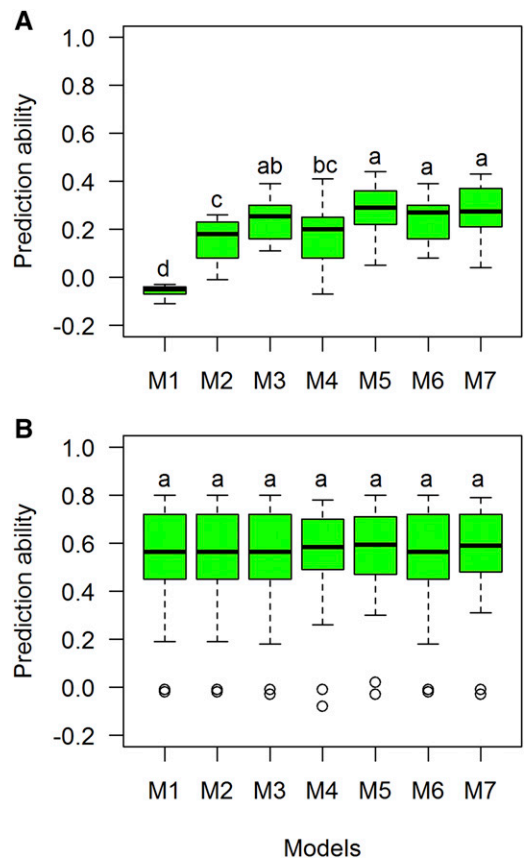 A
1.0
0.8
0.6
0.4
0.2
0.0
-0.2
Prediction ability
d
c
ab
bc
a
a
a
M1 M2 M3 M4 M5 M6 M7
B
1.0
0.8
0.6
0.4
0.2
0.0
-0.2
Prediction ability
a a a a a a a
M1 M2 M3 M4 M5 M6 M7
Models